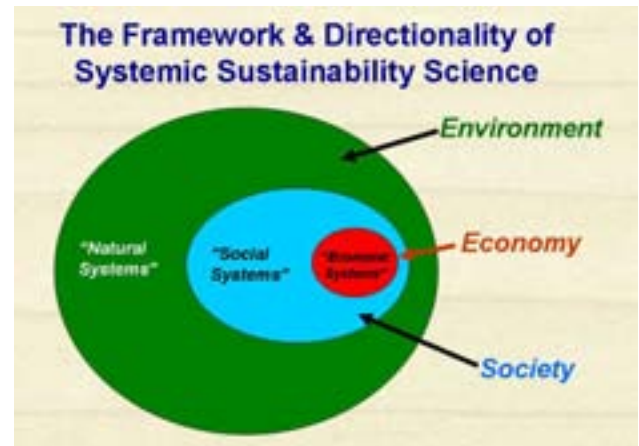 The Framework & Directionality of
Systemic Sustainability Science
Environment
"Natural
Systems"
"Social
Systems"
"Economic
Systems"
Economy
Society